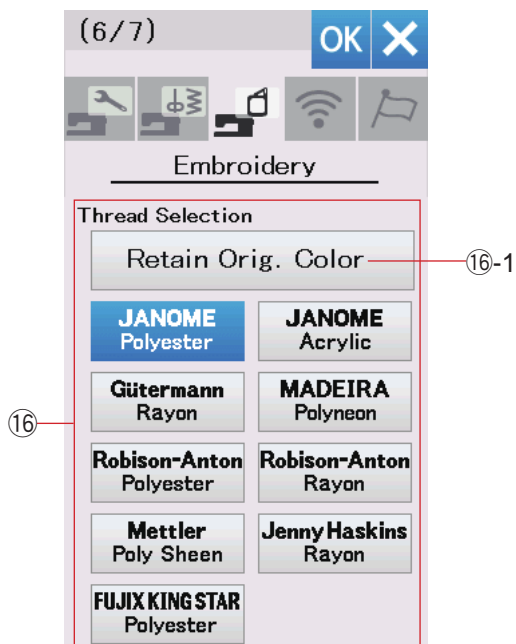 (6/7)
OK
Embroidery
Thread Selection
Retain Orig. Color
⑯-1
JANOME
Polyester
JANOME
Acrylic
Gütermann
Rayon
MADEIRA
Polyneon
⑯
Robison-Anton
Polyester
Robison-Anton
Rayon
Mettler
Poly Sheen
Jenny Haskins
Rayon
FUJIX KING STAR
Polyester